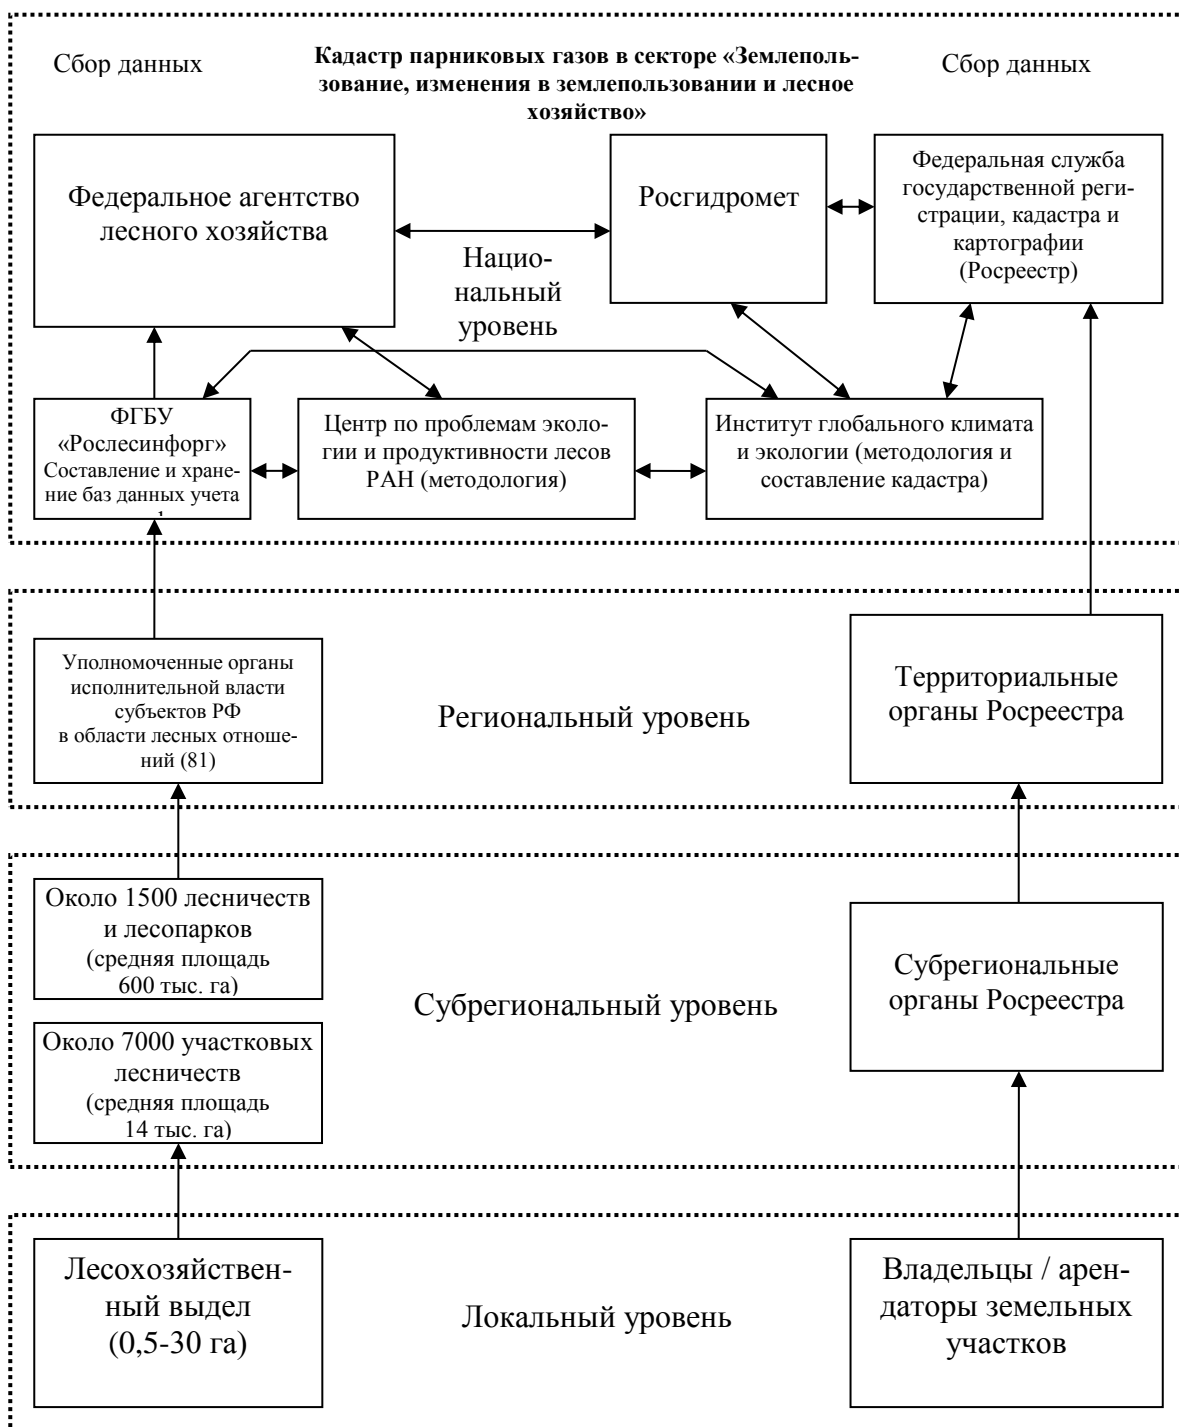 Сбор данных
Кадастр парниковых газов в секторе «Землеполь-
зование, изменения в землепользовании и лесное
хозяйство»
Сбор данных
Федеральное агентство
лесного хозяйства
Росгидромет
Федеральная служба
государственной реги-
страции, кадастра и
картографии
(Росреестр)
Нацио-
нальный
уровень
ФГБУ
«Рослесинфорг»
Составление и хране-
ние баз данных учета
Центр по проблемам эколо-
гии и продуктивности лесов
РАН (методология)
Институт глобального климата
и экологии (методология и
составление кадастра)
Уполномоченные органы
исполнительной власти
субъектов РФ
в области лесных отноше-
ний (81)
Региональный уровень
Территориальные
органы Росреестра
Около 1500 лесничеств
и лесопарков
(средняя площадь
600 тыс. га)
Субрегиональный уровень
Субрегиональные
органы Росреестра
Около 7000 участковых
лесничеств
(средняя площадь
14 тыс. га)
Лесохозяйствен-
ный выдел
(0,5-30 га)
Локальный уровень
Владельцы / арен-
даторы земельных
участков